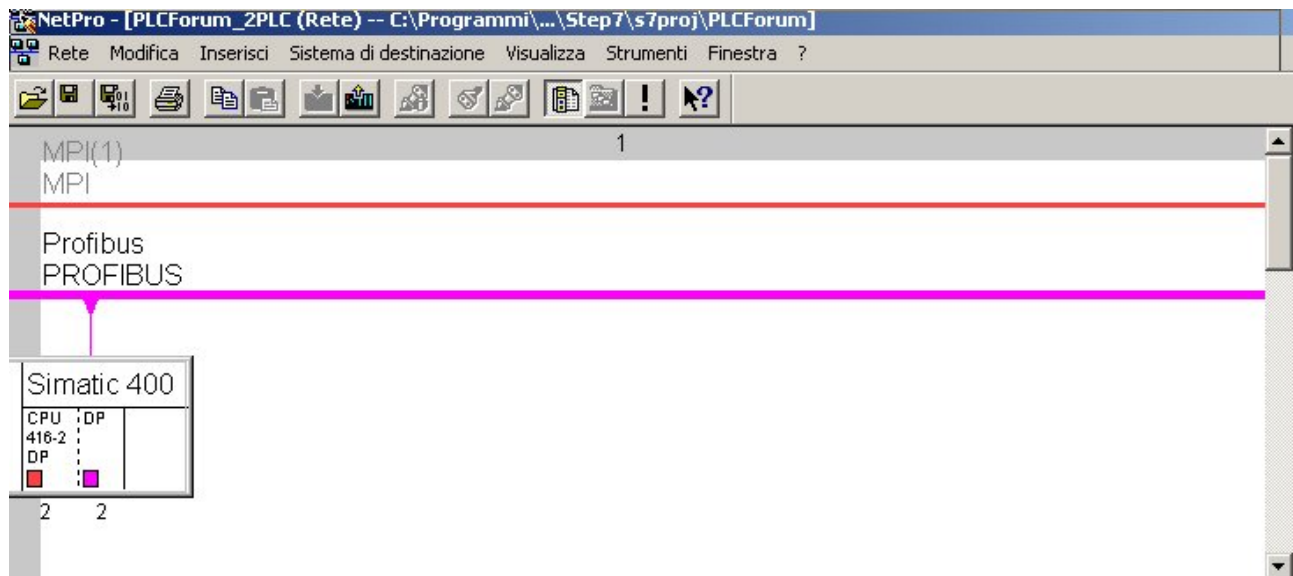 NetPro - [PLCForum_2PLC (Rete) -- C:\Programmi\...\Step7\s7proj\PLCForum]
Rete Modifica Inserisci Sistema di destinazione Visualizza Strumenti Finestra ?
1
MPI(1)
MPI
Profibus
PROFIBUS
Simatic 400
CPU DP
416-2
DP
2 2